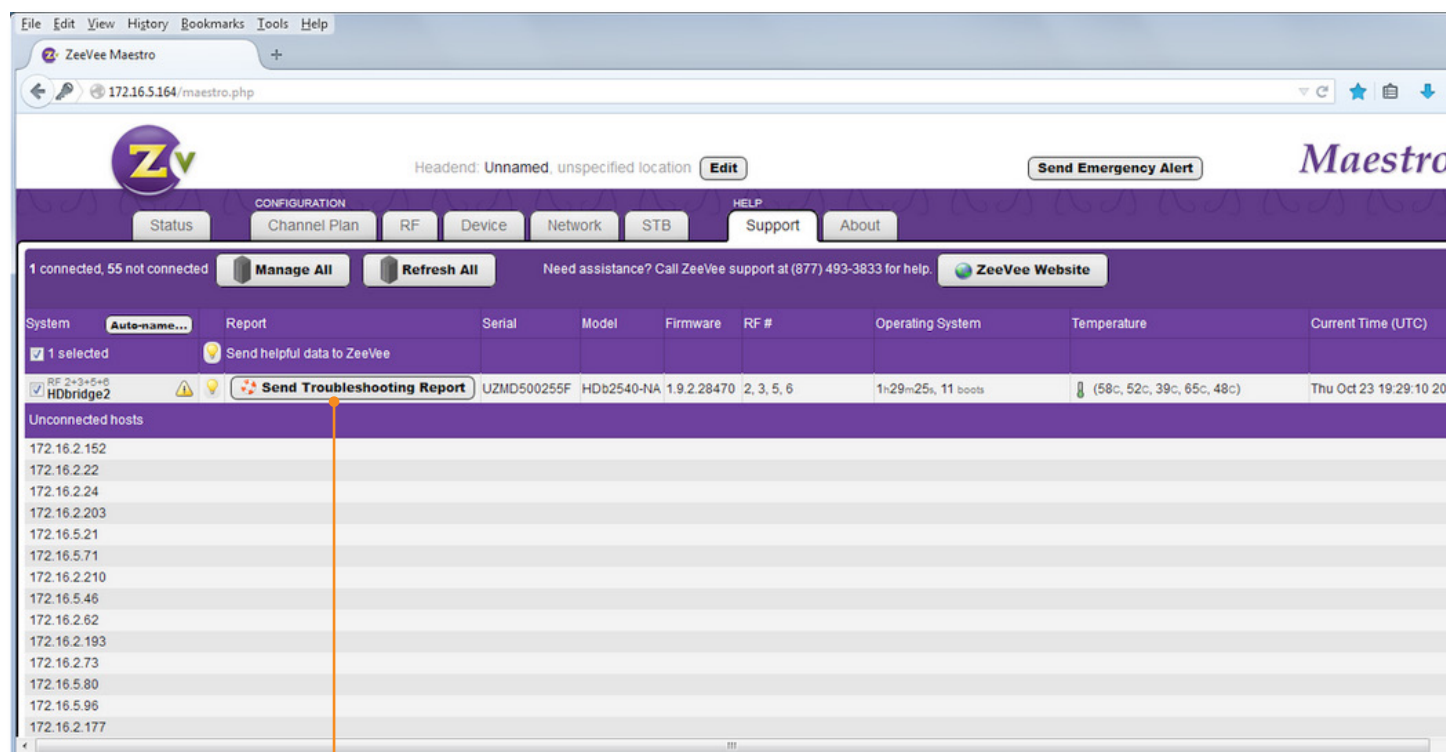 File Edit View History Bookmarks Tools Help
ZeeVee Maestro
172.16.5.164/maestro.php
Zv
Headend: Unnamed, unspecified location Edit Send Emergency Alert Maestro
CONFIGURATION HELP
Status Channel Plan RF Device Network STB Support About
1 connected, 55 not connected Manage All Refresh All Need assistance? Call ZeeVee support at (877) 493-3833 for help. ZeeVee Website
System Auto-name... Report Serial Model Firmware RF # Operating System Temperature Current Time (UTC)
1 selected Send helpful data to ZeeVee
RF 2+3+5+6
HDbridge2 Send Troubleshooting Report UZMD500255F HDb2540-NA 1.9.2.28470 2, 3, 5, 6 1h29m25s, 11 boots (58c, 52c, 39c, 65c, 48c) Thu Oct 23 19:29:10 20
Unconnected hosts
172.16.2.152
172.16.2.22
172.16.2.24
172.16.2.203
172.16.5.21
172.16.5.71
172.16.2.210
172.16.5.46
172.16.2.62
172.16.2.193
172.16.2.73
172.16.5.80
172.16.5.96
172.16.2.177